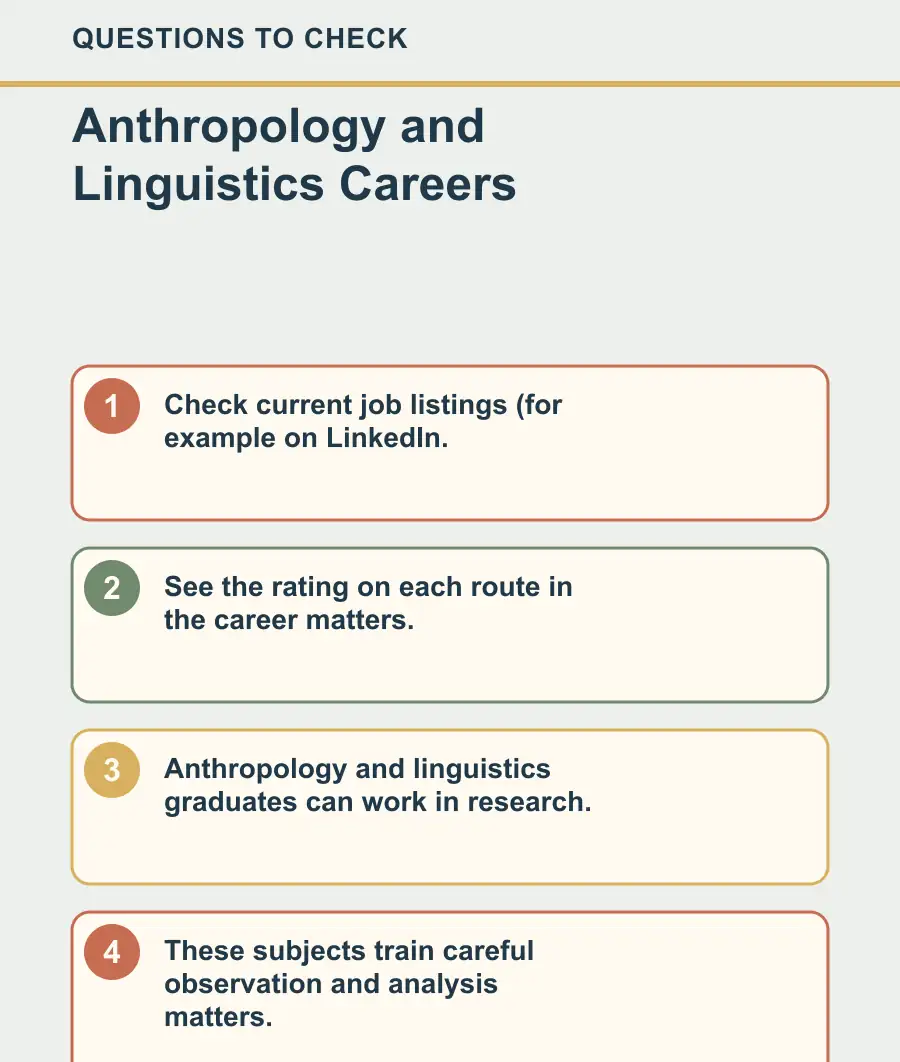 QUESTIONS TO CHECK
Anthropology and
Linguistics Careers
1
Check current job listings (for
example on LinkedIn.
2
See the rating on each route in
the career matters.
3
Anthropology and linguistics
graduates can work in research.
4
These subjects train careful
observation and analysis
matters.